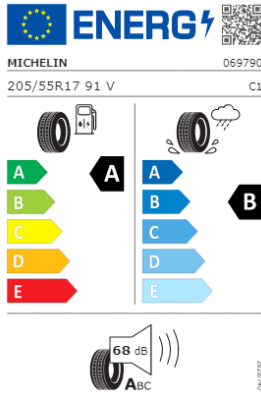 ENERG
MICHELIN 069790
205/55R17 91 V C1
A A A
B B B
C C
D D
E E
68 dB
ABC